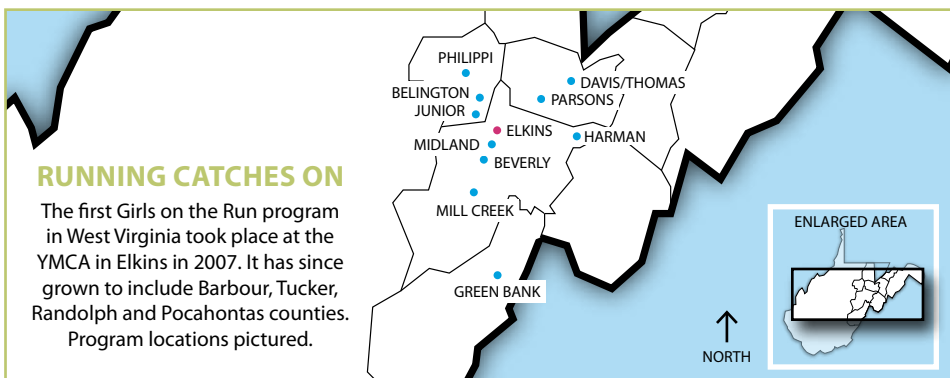 PHILIPPI
DAVIS/THOMAS
BELINGTON
PARSONS
JUNIOR
ELKINS
HARMAN
MIDLAND
BEVERLY
MILL CREEK
GREEN BANK
RUNNING CATCHES ON
The first Girls on the Run program
in West Virginia took place at the
YMCA in Elkins in 2007. It has since
grown to include Barbour, Tucker,
Randolph and Pocahontas counties.
Program locations pictured.
ENLARGED AREA
NORTH